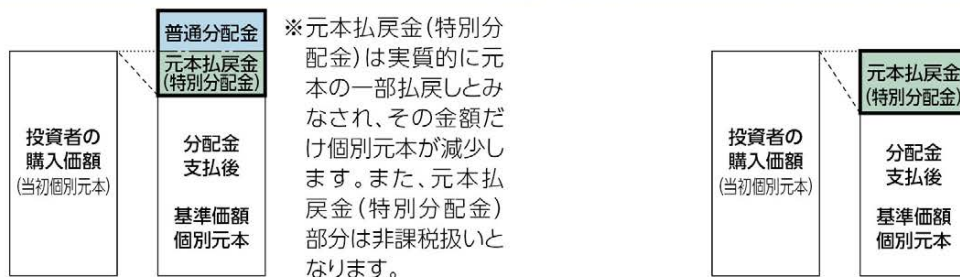 普通分配金
元本払戻金
(特別分配金)
投資者の
購入価額
(当初個別元本)
分配金
支払後
基準価額
個別元本
※元本払戻金(特別分
配金)は実質的に元
本の一部払戻しとみ
なされ、その金額だ
け個別元本が減少し
ます。また、元本払
戻金(特別分配金)
部分は非課税扱いと
なります。
投資者の
購入価額
(当初個別元本)
元本払戻金
(特別分配金)
分配金
支払後
基準価額
個別元本